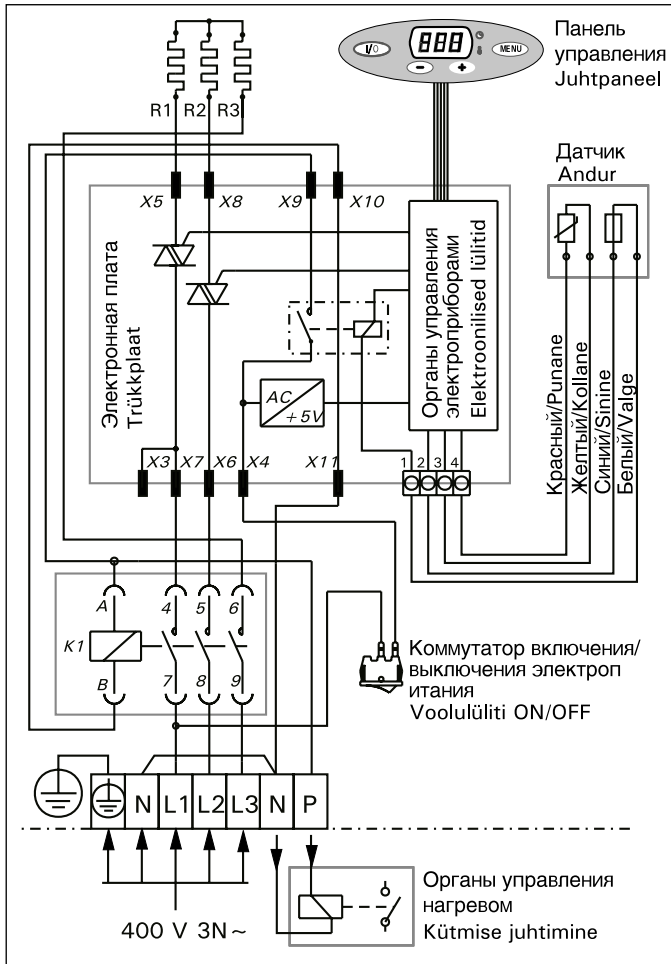 I/O
888
MENU
− +
Панель
управления
Juhtpaneel
R1 R2 R3
X5 X8 X9 X10
Датчик
Andur
Электронная плата
Trükkplaat
Органы управления
электроприборами
Elektroonilised lülitid
AC
+5V
Красный/Punane
Желтый/Kollane
Синий/Sinine
Белый/Valge
X3 X7 X6 X4 X11
1 2 3 4
A 4 5 6
K1
B 7 8 9
Коммутатор включения/
выключения электроп
итания
Voolulüliti ON/OFF
N L1 L2 L3 N P
400 V 3N~
Органы управления
нагревом
Kütmise juhtimine